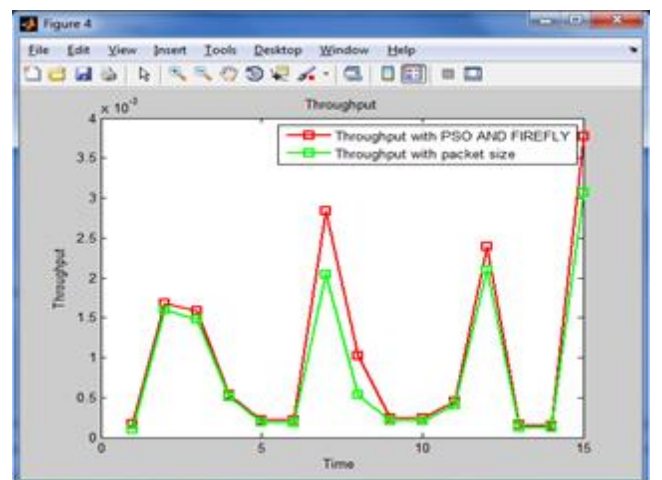 Figure 4
File Edit View Insert Tools Desktop Window Help
Throughput
× 10⁻³
Throughput with PSO AND FIREFLY
Throughput with packet size
4
3.5
3
2.5
2
1.5
1
0.5
0
Throughput
0 5 10 15
Time